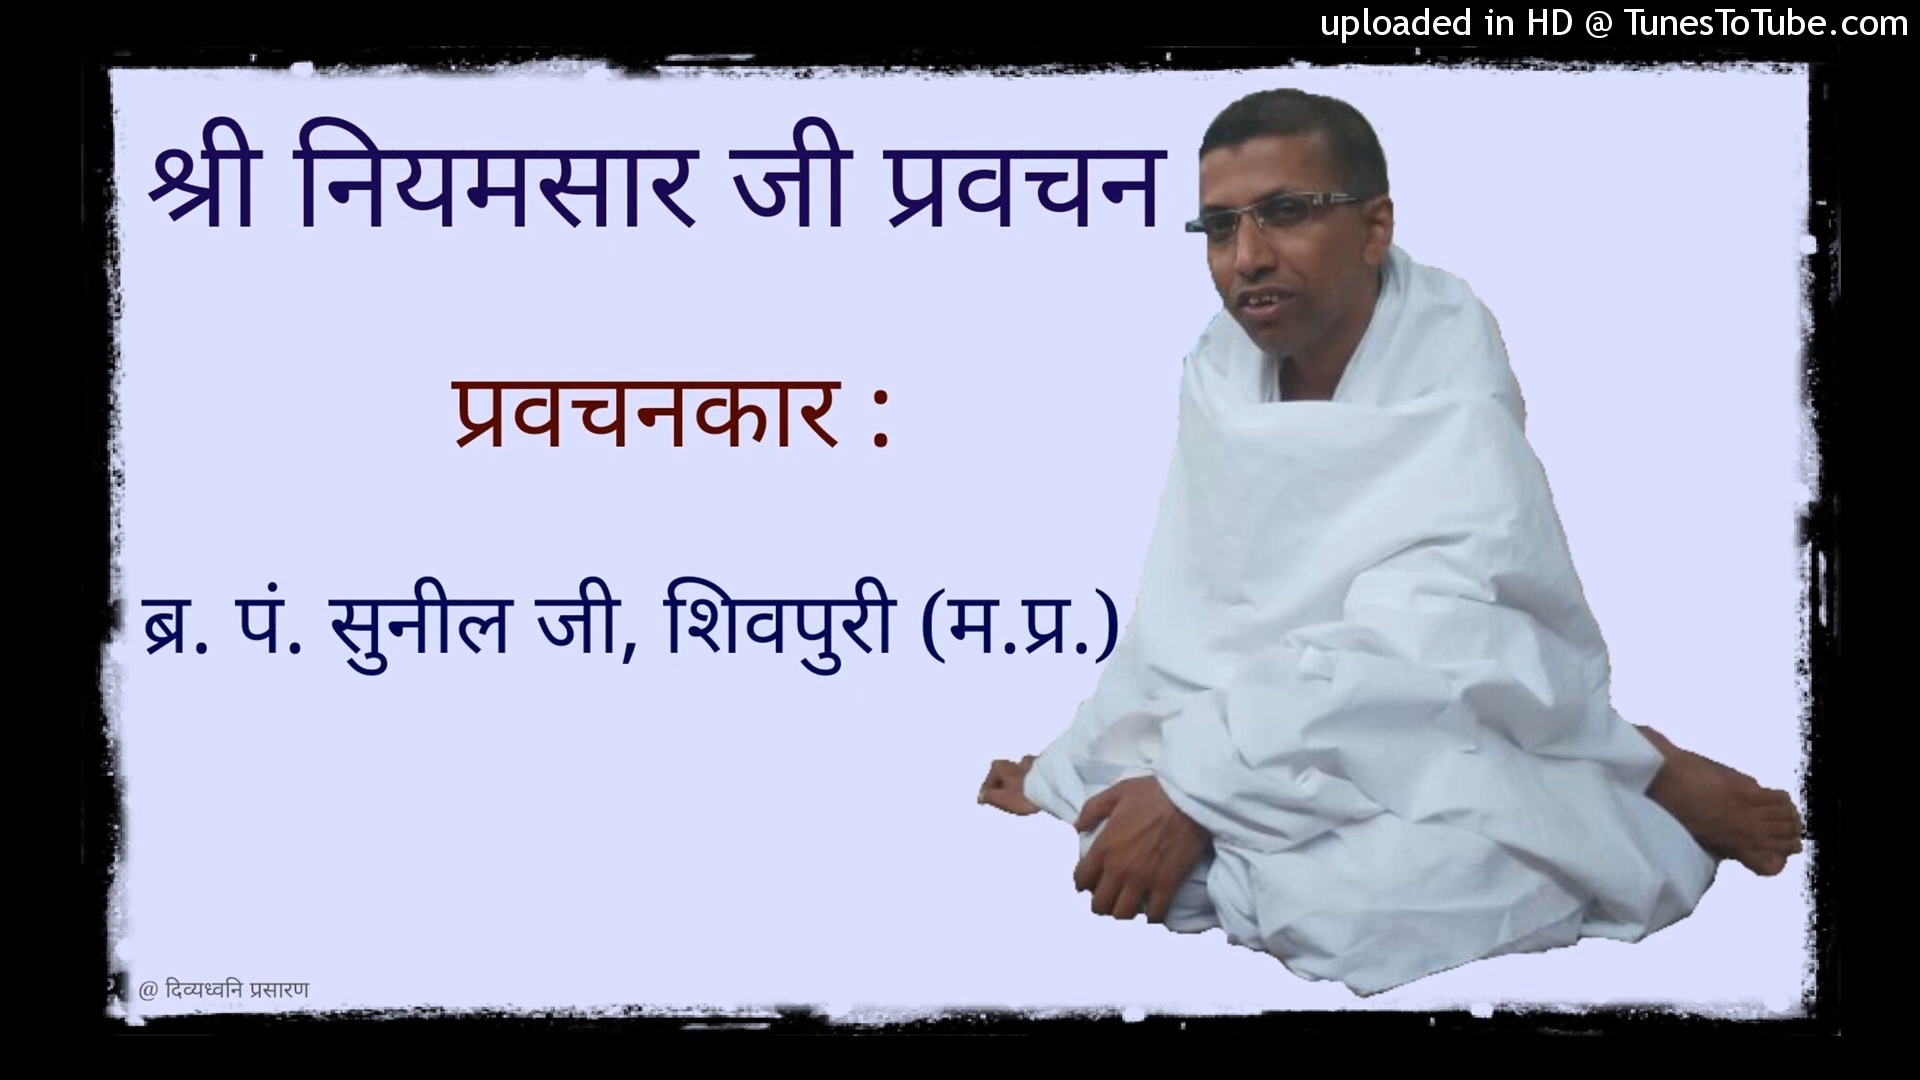 uploaded in HD @ TunesToTube.com
श्री नियमसार जी प्रवचन
प्रवचनकार :
ब्र. पं. सुनील जी, शिवपुरी (म.प्र.)
@ दिव्यध्वनि प्रसारण